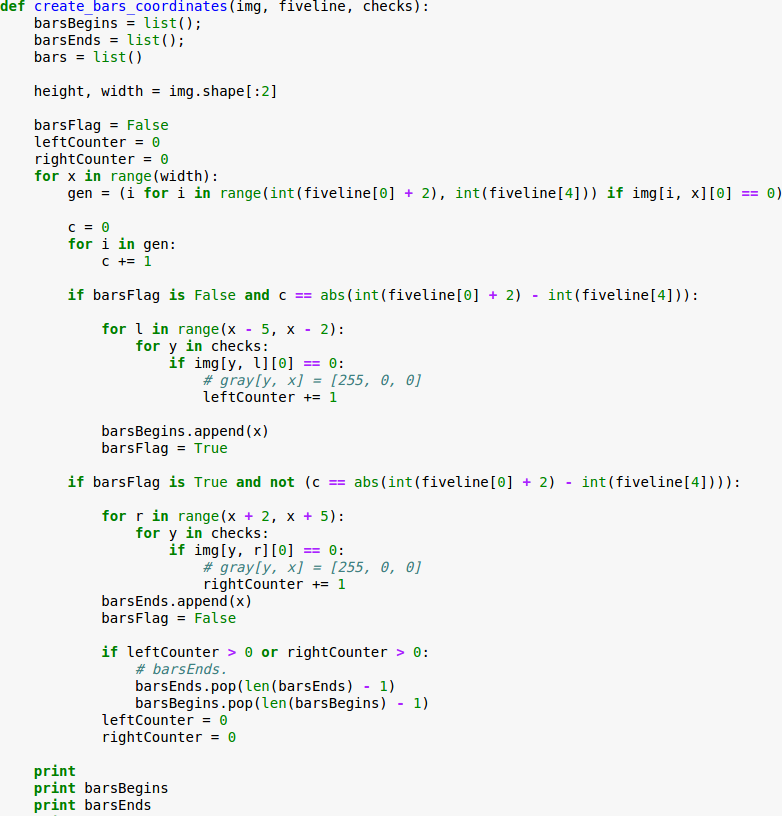 def create_bars_coordinates(img, fiveline, checks):
    barsBegins = list();
    barsEnds = list();
    bars = list()

    height, width = img.shape[:2]

    barsFlag = False
    leftCounter = 0
    rightCounter = 0
    for x in range(width):
        gen = (i for i in range(int(fiveline[0] + 2), int(fiveline[4])) if img[i, x][0] == 0)

        c = 0
        for i in gen:
            c += 1

        if barsFlag is False and c == abs(int(fiveline[0] + 2) - int(fiveline[4])):

            for l in range(x - 5, x - 2):
                for y in checks:
                    if img[y, l][0] == 0:
                        # gray[y, x] = [255, 0, 0]
                        leftCounter += 1

            barsBegins.append(x)
            barsFlag = True

        if barsFlag is True and not (c == abs(int(fiveline[0] + 2) - int(fiveline[4]))):

            for r in range(x + 2, x + 5):
                for y in checks:
                    if img[y, r][0] == 0:
                        # gray[y, x] = [255, 0, 0]
                        rightCounter += 1
            barsEnds.append(x)
            barsFlag = False

            if leftCounter > 0 or rightCounter > 0:
                # barsEnds.
                barsEnds.pop(len(barsEnds) - 1)
                barsBegins.pop(len(barsBegins) - 1)
            leftCounter = 0
            rightCounter = 0

    print
    print barsBegins
    print barsEnds